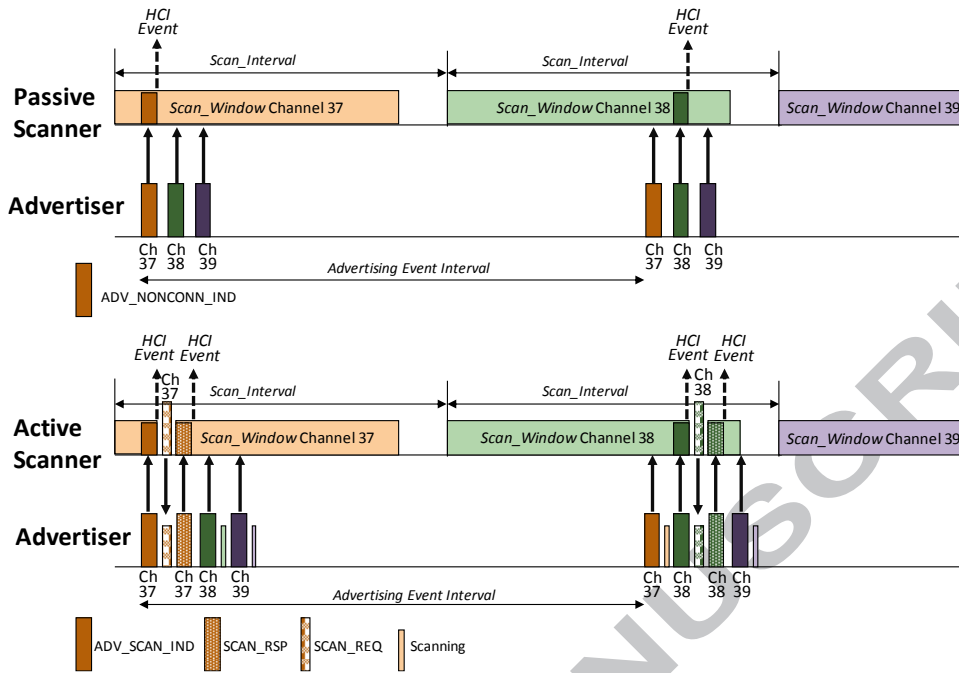 HCI
Event
HCI
Event
Scan_Interval
Scan_Interval
Passive
Scanner
Scan_Window Channel 37
Scan_Window Channel 38
Scan_Window Channel 39
Advertiser
Ch
37
Ch
38
Ch
39
Ch
37
Ch
38
Ch
39
Advertising Event Interval
ADV_NONCONN_IND
HCI
Event
HCI
Event
HCI
Event
HCI
Event
Ch
37
Ch
38
Scan_Interval
Scan_Interval
Active
Scanner
Scan_Window Channel 37
Scan_Window Channel 38
Scan_Window Channel 39
Advertiser
Ch
37
Ch
37
Ch
38
Ch
39
Ch
37
Ch
38
Ch
38
Ch
39
Advertising Event Interval
ADV_SCAN_IND
SCAN_RSP
SCAN_REQ
Scanning